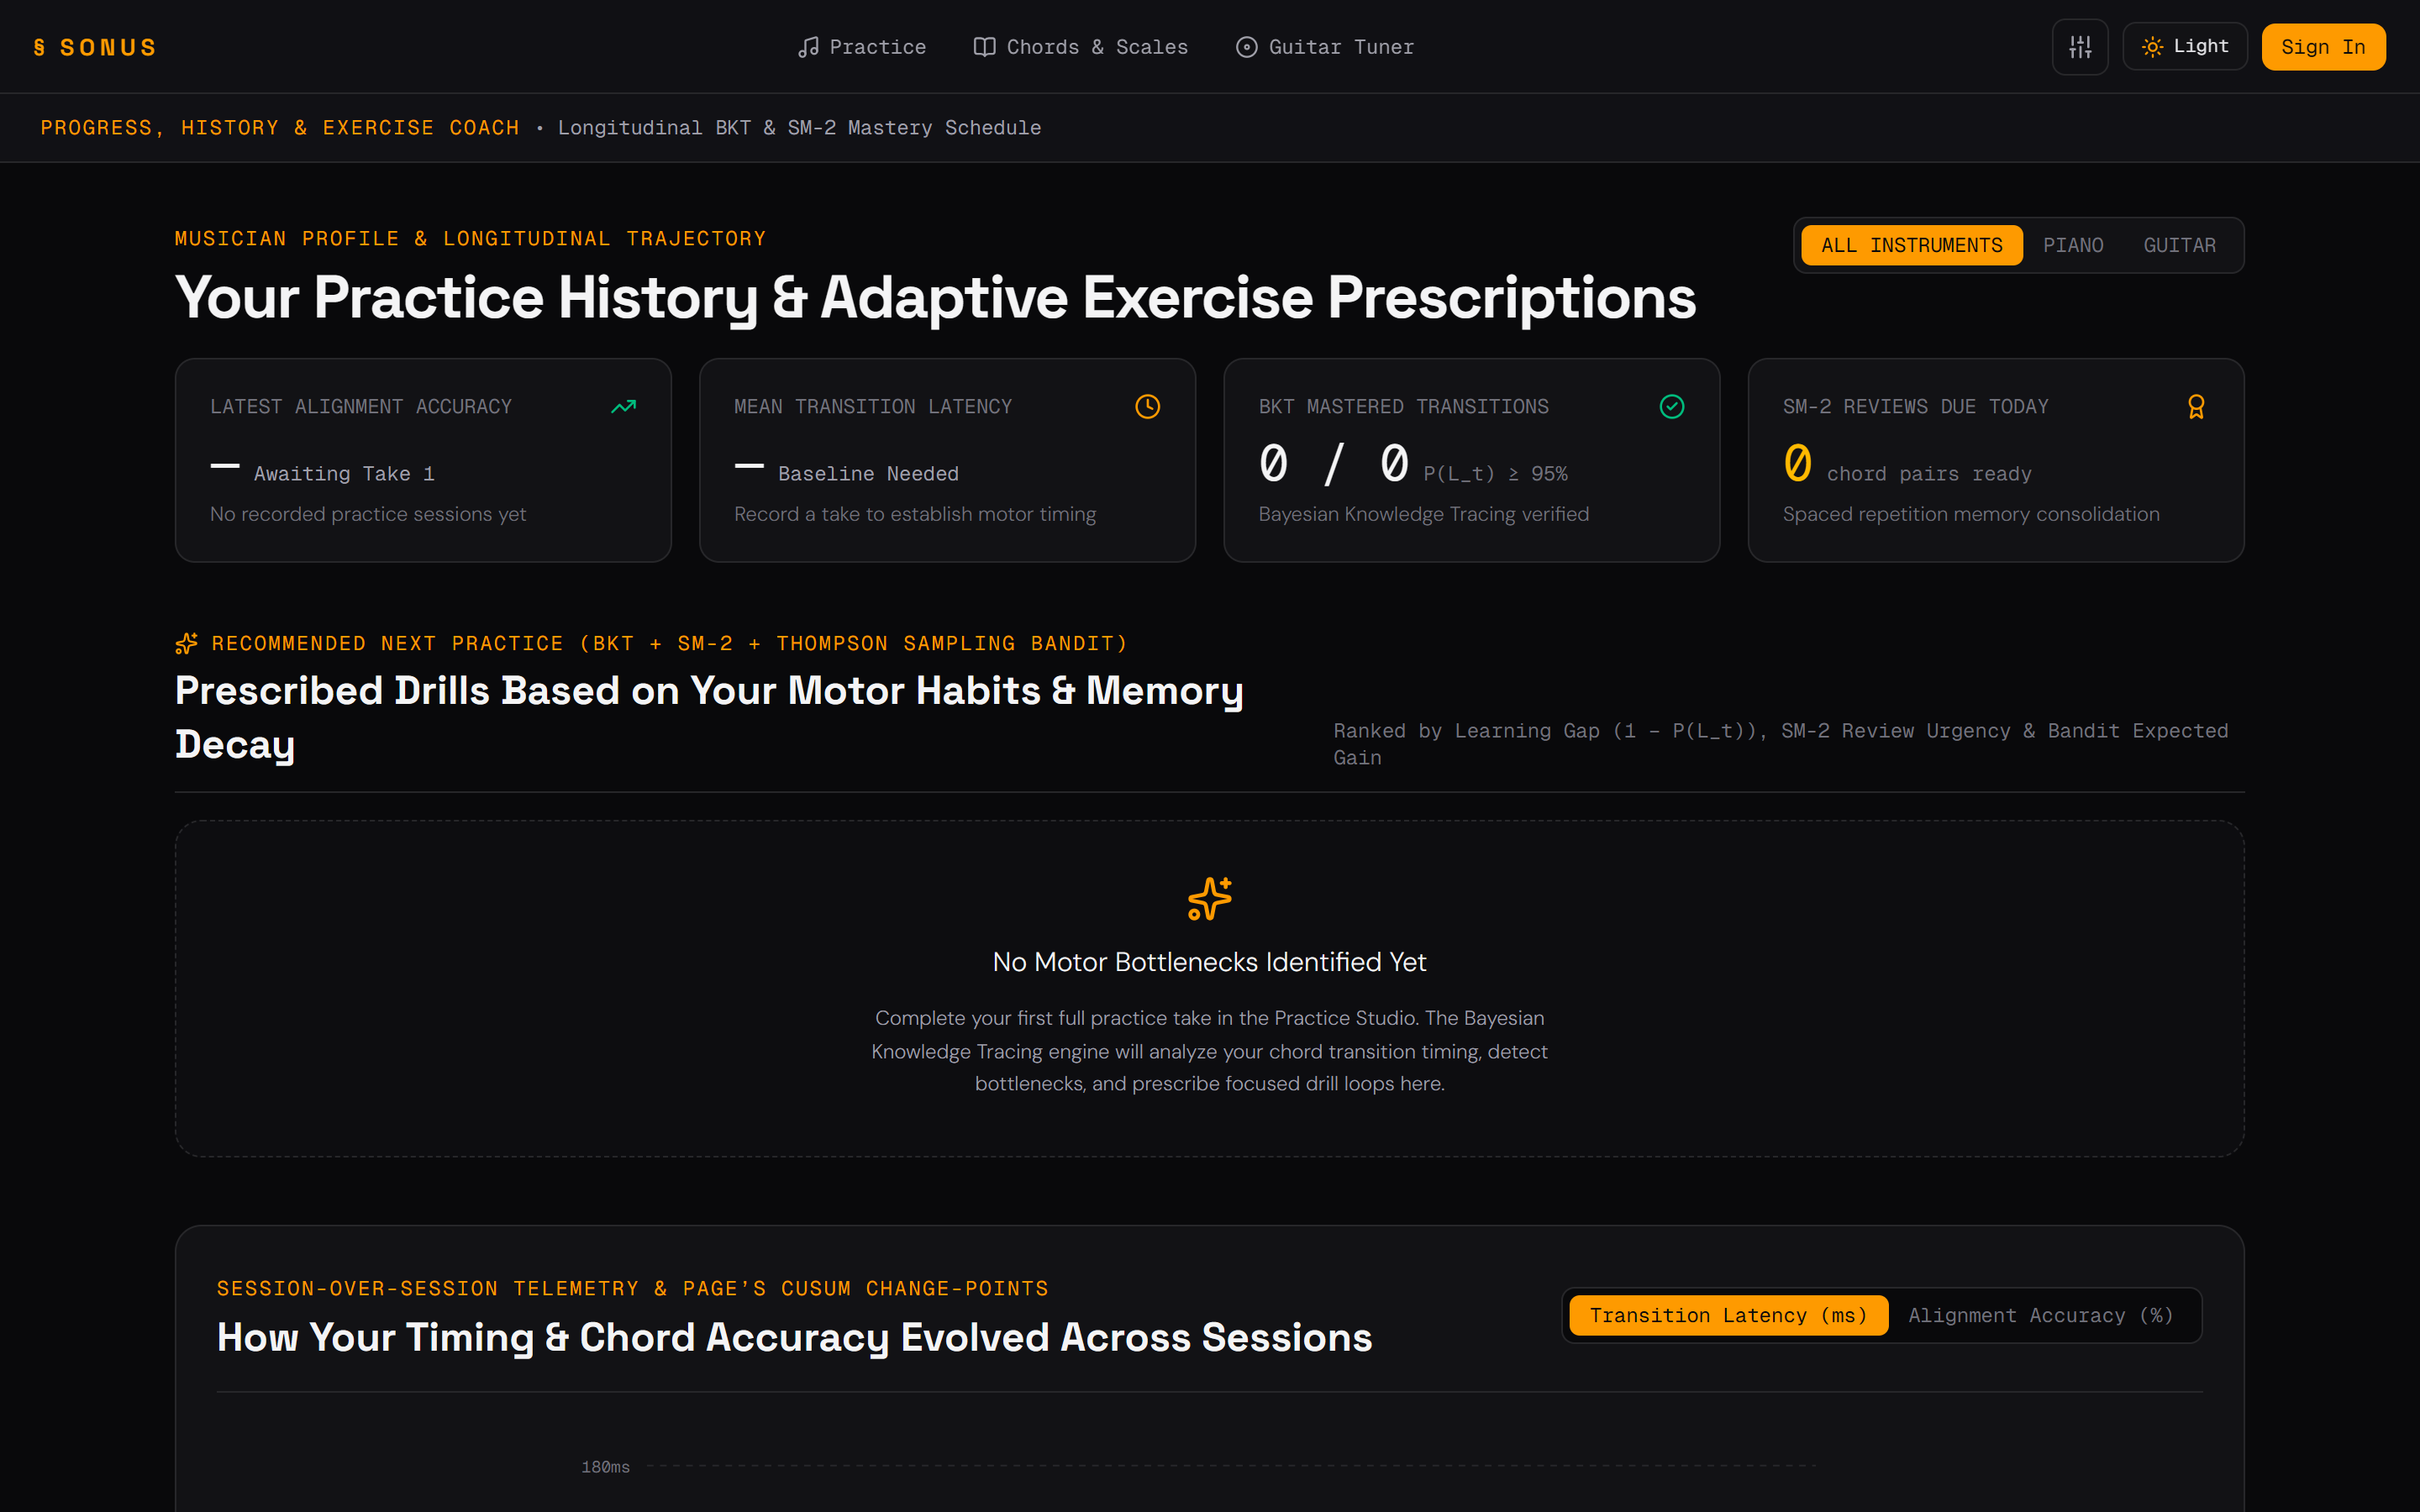 § SONUS
Practice
Chords & Scales
Guitar Tuner
Light
Sign In
PROGRESS, HISTORY & EXERCISE COACH • Longitudinal BKT & SM-2 Mastery Schedule
MUSICIAN PROFILE & LONGITUDINAL TRAJECTORY
Your Practice History & Adaptive Exercise Prescriptions
ALL INSTRUMENTS
PIANO
GUITAR
LATEST ALIGNMENT ACCURACY
— Awaiting Take 1
No recorded practice sessions yet
MEAN TRANSITION LATENCY
— Baseline Needed
Record a take to establish motor timing
BKT MASTERED TRANSITIONS
0 / 0 P(L_t) ≥ 95%
Bayesian Knowledge Tracing verified
SM-2 REVIEWS DUE TODAY
0 chord pairs ready
Spaced repetition memory consolidation
RECOMMENDED NEXT PRACTICE (BKT + SM-2 + THOMPSON SAMPLING BANDIT)
Prescribed Drills Based on Your Motor Habits & Memory
Decay
Ranked by Learning Gap (1 - P(L_t)), SM-2 Review Urgency & Bandit Expected
Gain
No Motor Bottlenecks Identified Yet
Complete your first full practice take in the Practice Studio. The Bayesian
Knowledge Tracing engine will analyze your chord transition timing, detect
bottlenecks, and prescribe focused drill loops here.
SESSION-OVER-SESSION TELEMETRY & PAGE'S CUSUM CHANGE-POINTS
How Your Timing & Chord Accuracy Evolved Across Sessions
Transition Latency (ms)
Alignment Accuracy (%)
180ms